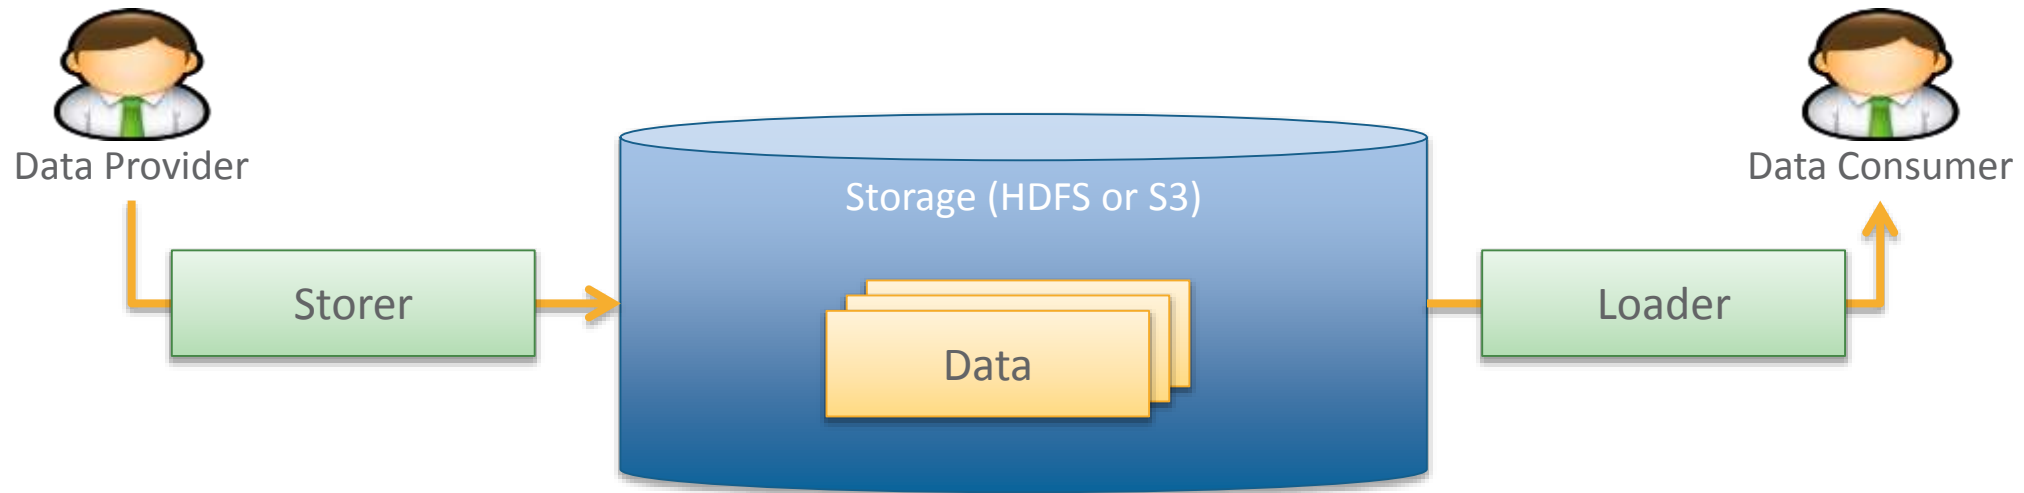 Data Provider
Data Consumer
Storage (HDFS or S3)
Storer
Loader
Data